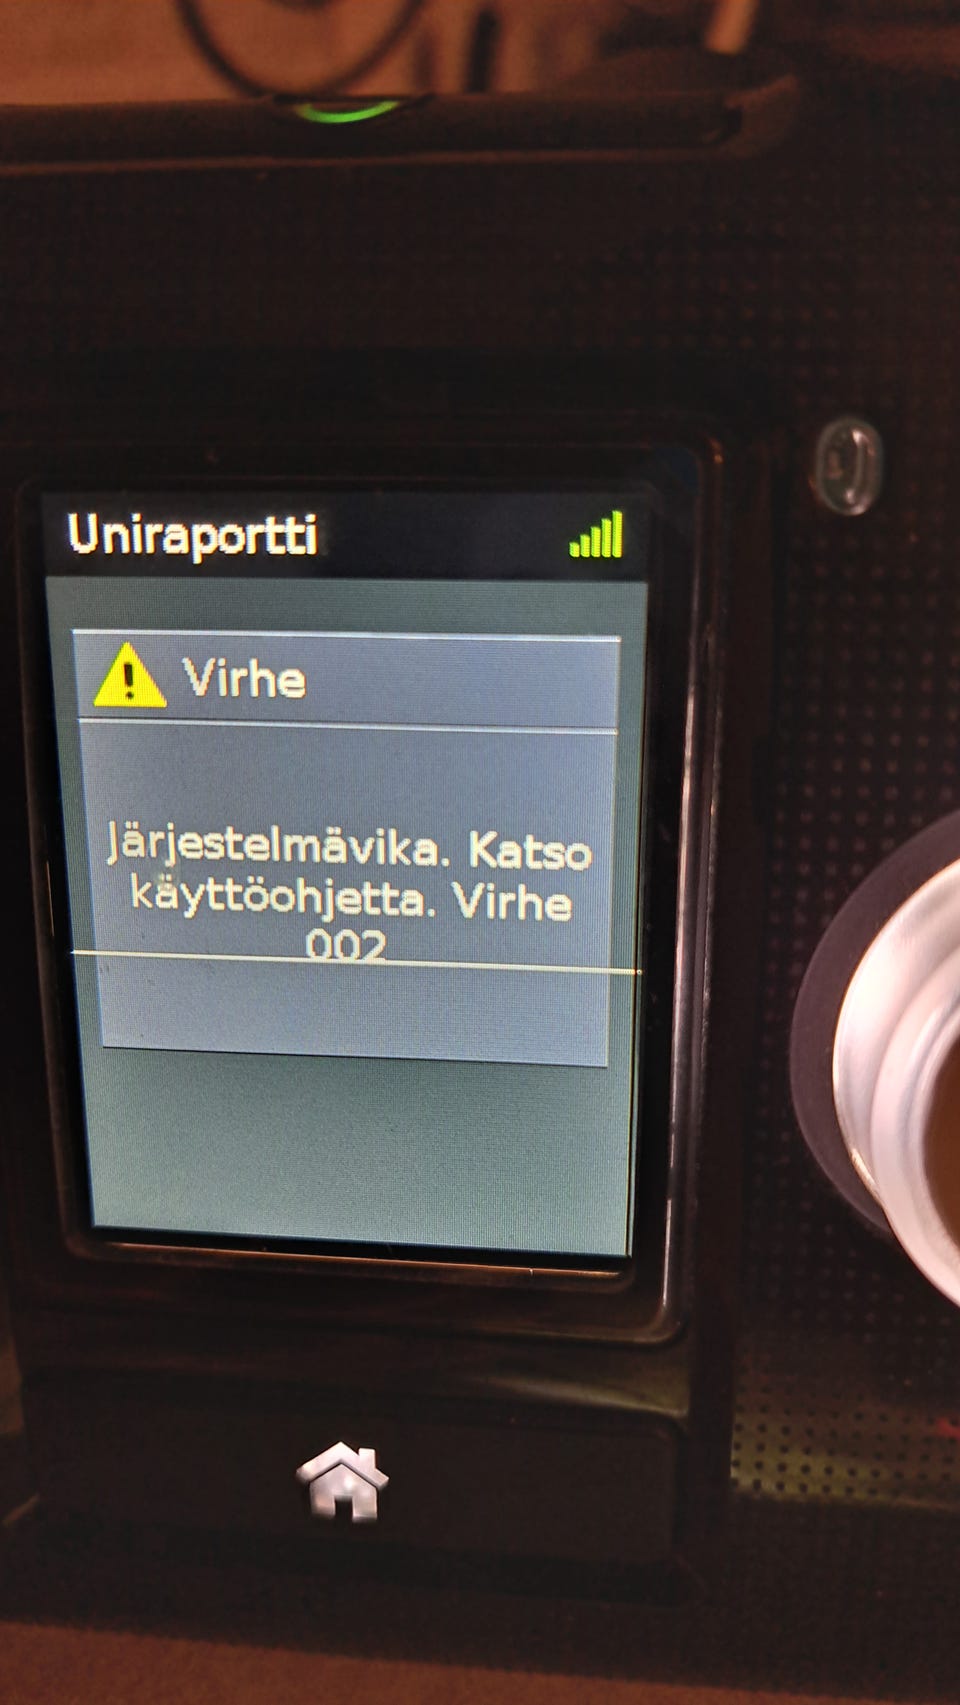 Uniraportti
Virhe
Järjestelmävika. Katso
käyttöohjetta. Virhe
002